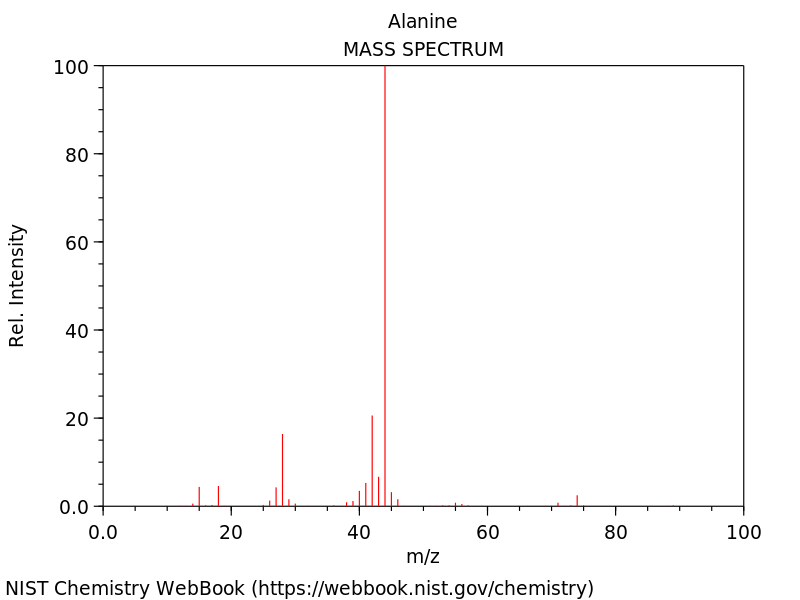 Alanine
MASS SPECTRUM
100
80
60
40
20
0.0
Rel. Intensity
0.0 20 40 60 80 100
m/z
NIST Chemistry WebBook (https://webbook.nist.gov/chemistry)